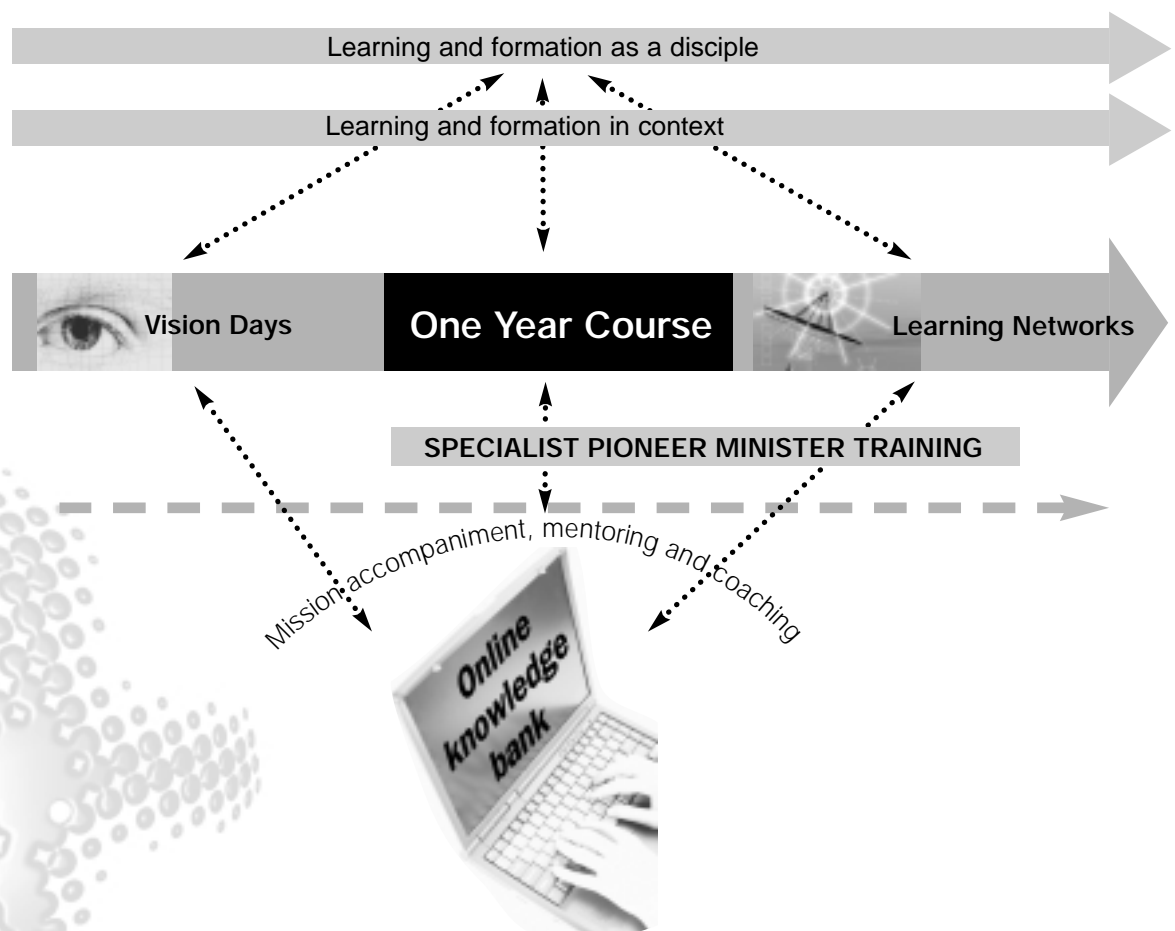 Learning and formation as a disciple
Learning and formation in context
Vision Days
One Year Course
Learning Networks
SPECIALIST PIONEER MINISTER TRAINING
Mission accompaniment, mentoring and coaching
Online
knowledge
bank